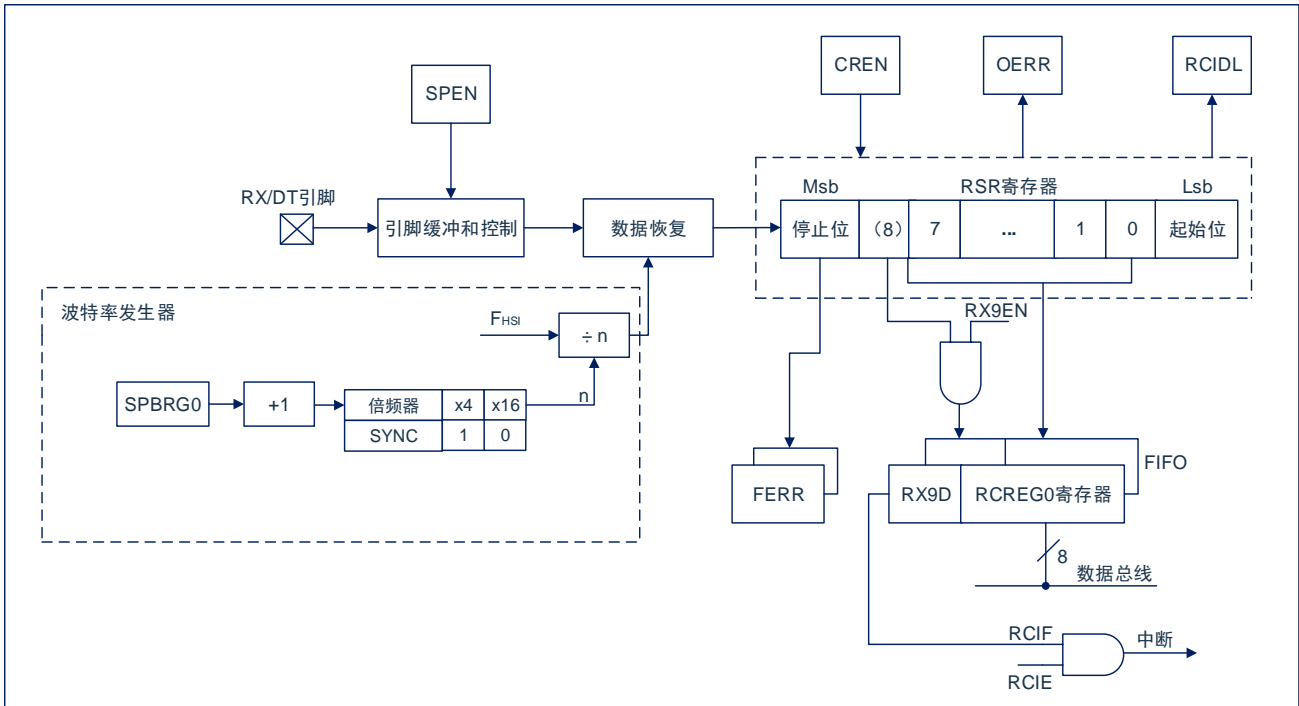 CREN
OERR
RCIDL
SPEN
Msb
RSR寄存器
Lsb
RX/DT引脚
引脚缓冲和控制
数据恢复
停止位
（8）
7
...
1
0
起始位
波特率发生器
FHSI
÷ n
RX9EN
SPBRG0
+1
倍频器
x4
x16
n
SYNC
1
0
FIFO
FERR
RX9D
RCREG0寄存器
8
数据总线
RCIF
中断
RCIE